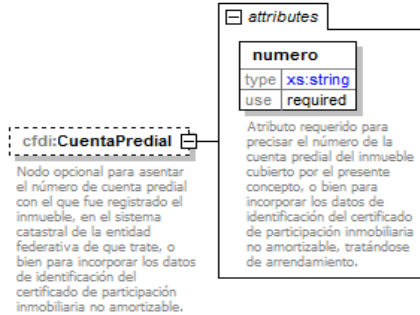 attributes
numero
type xs:string
use required
Atributo requerido para
precisar el número de la
cuenta predial del inmueble
cubierto por el presente
concepto, o bien para
incorporar los datos de
identificación del certificado
de participación inmobiliaria
no amortizable, tratándose
de arrendamiento.
cfdi:CuentaPredial
Nodo opcional para asentar
el número de cuenta predial
con el que fue registrado el
inmueble, en el sistema
catastral de la entidad
federativa de que trate, o
bien para incorporar los datos
de identificación del
certificado de participación
inmobiliaria no amortizable.